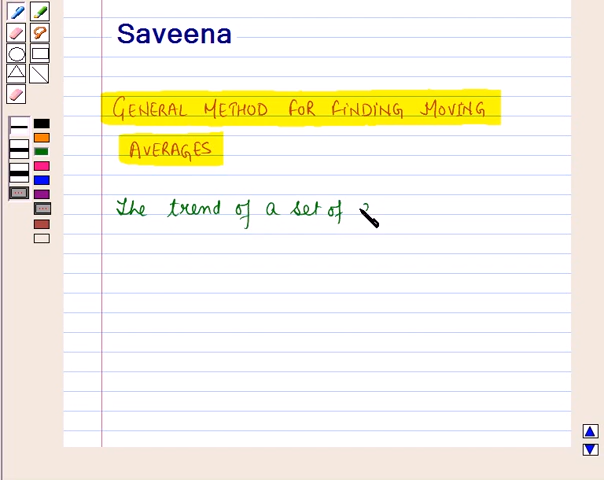 Saveena
GENERAL METHOD FOR FINDING MOVING
AVERAGES
The trend of a set of